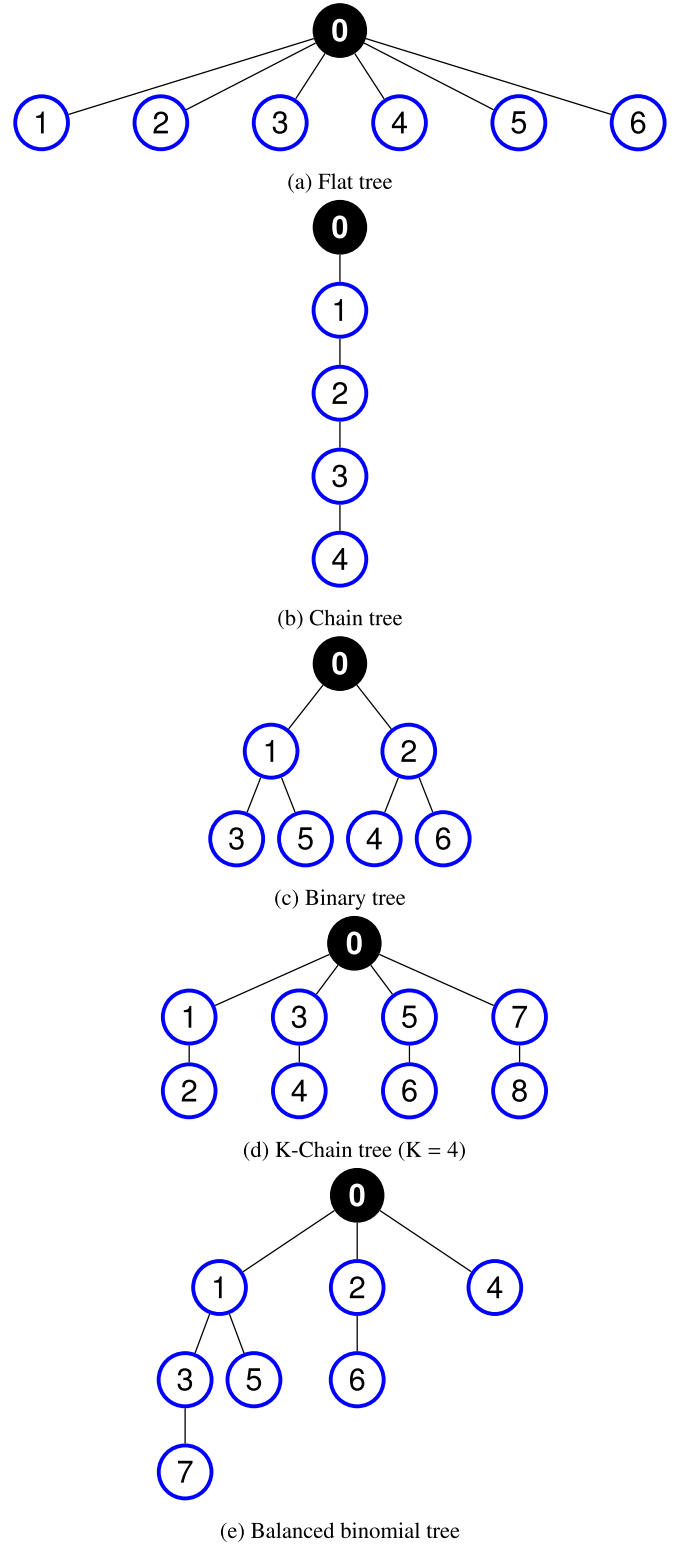 0
1 2 3 4 5 6
(a) Flat tree
0
1
2
3
4
(b) Chain tree
0
1 2
3 5 4 6
(c) Binary tree
0
1 3 5 7
2 4 6 8
(d) K-Chain tree (K = 4)
0
1 2 4
3 5 6
7
(e) Balanced binomial tree